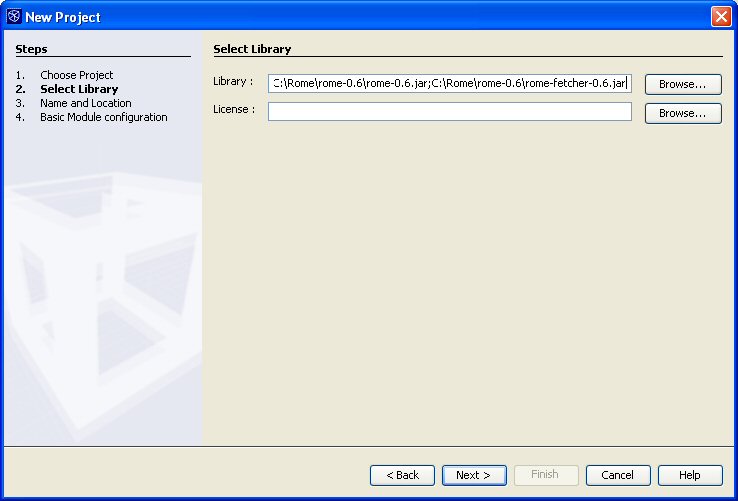 New Project
Steps
1. Choose Project
2. Select Library
3. Name and Location
4. Basic Module configuration
Select Library
Library : C:\Rome\rome-0.6\rome-0.6.jar;C:\Rome\rome-0.6\rome-fetcher-0.6.jar Browse...
License : Browse...
< Back Next > Finish Cancel Help